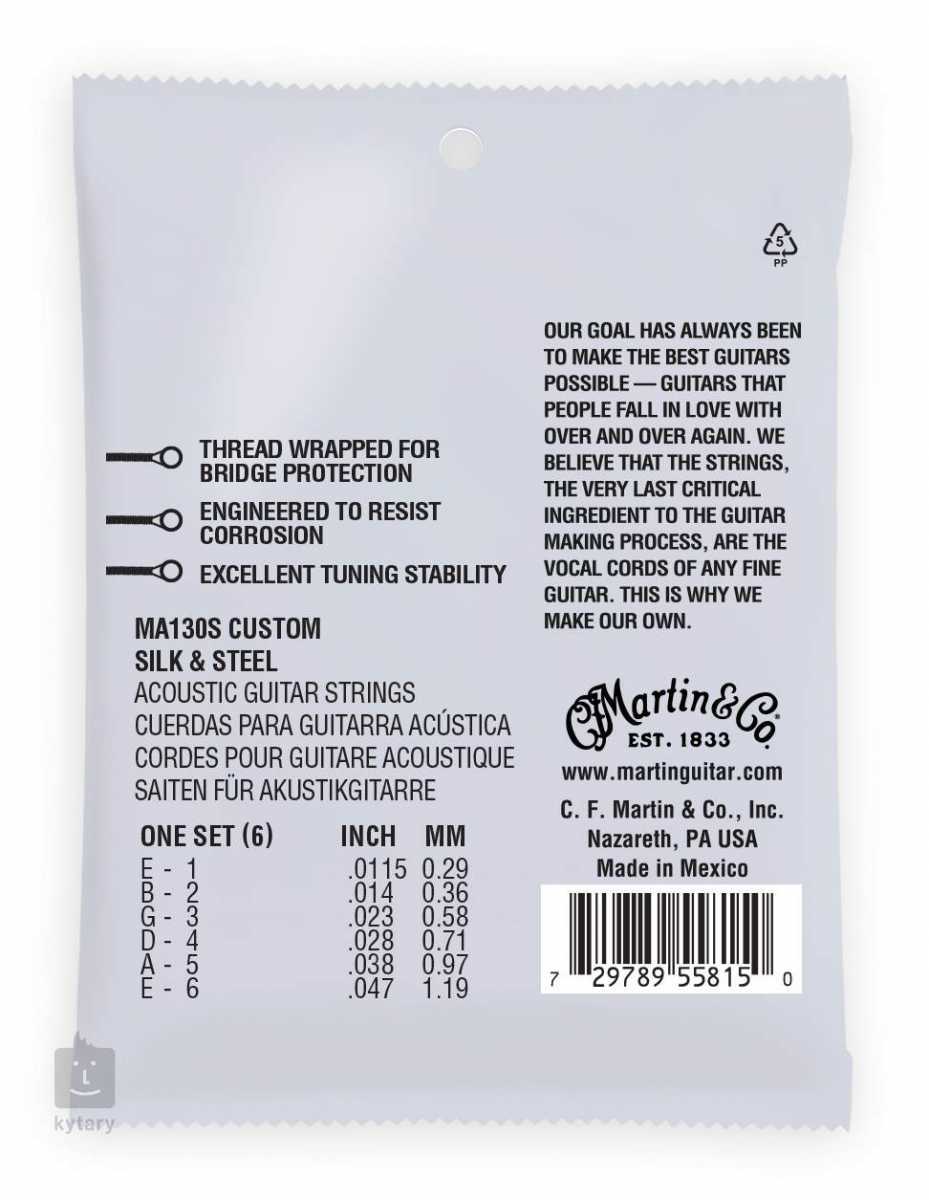 5
PP
OUR GOAL HAS ALWAYS BEEN
TO MAKE THE BEST GUITARS
POSSIBLE — GUITARS THAT
PEOPLE FALL IN LOVE WITH
OVER AND OVER AGAIN. WE
BELIEVE THAT THE STRINGS,
THE VERY LAST CRITICAL
INGREDIENT TO THE GUITAR
MAKING PROCESS, ARE THE
VOCAL CORDS OF ANY FINE
GUITAR. THIS IS WHY WE
MAKE OUR OWN.
THREAD WRAPPED FOR
BRIDGE PROTECTION
ENGINEERED TO RESIST
CORROSION
EXCELLENT TUNING STABILITY
MA130S CUSTOM
SILK & STEEL
ACOUSTIC GUITAR STRINGS
CUERDAS PARA GUITARRA ACÚSTICA
CORDES POUR GUITARE ACOUSTIQUE
SAITEN FÜR AKUSTIKGITARRE
ONE SET (6) INCH MM
E - 1 .0115 0.29
B - 2 .014 0.36
G - 3 .023 0.58
D - 4 .028 0.71
A - 5 .038 0.97
E - 6 .047 1.19
CF Martin & Co.®
EST. 1833
www.martinguitar.com
C. F. Martin & Co., Inc.
Nazareth, PA USA
Made in Mexico
7 29789 55815 0
kytary